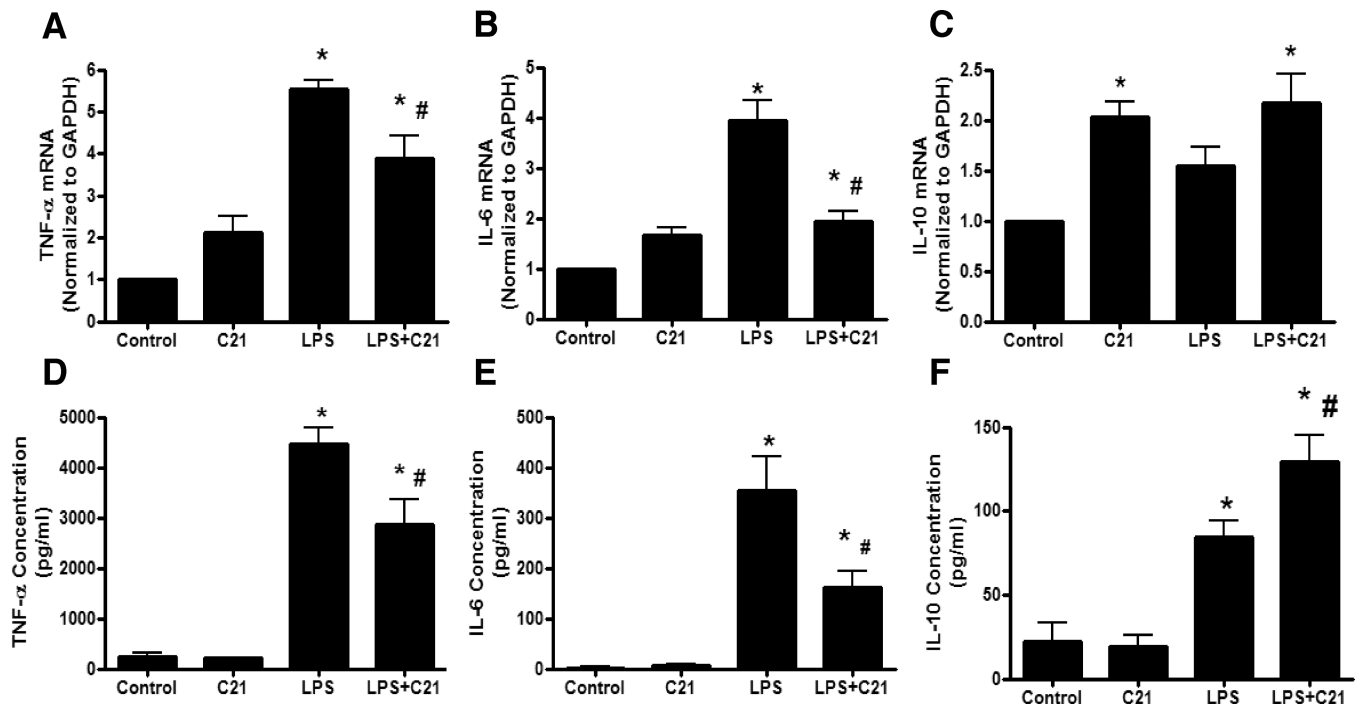 A
TNF-α mRNA
(Normalized to GAPDH)
6
5
4
3
2
1
0
*
* #
Control C21 LPS LPS+C21
B
IL-6 mRNA
(Normalized to GAPDH)
5
4
3
2
1
0
*
* #
Control C21 LPS LPS+C21
C
IL-10 mRNA
(Normalized to GAPDH)
2.5
2.0
1.5
1.0
0.5
0.0
*
*
Control C21 LPS LPS+C21
D
TNF-α Concentration
(pg/ml)
5000
4000
3000
2000
1000
0
*
* #
Control C21 LPS LPS+C21
E
IL-6 Concentration
(pg/ml)
500
400
300
200
100
0
*
* #
Control C21 LPS LPS+C21
F
IL-10 Concentration
(pg/ml)
150
100
50
0
*
* #
Control C21 LPS LPS+C21